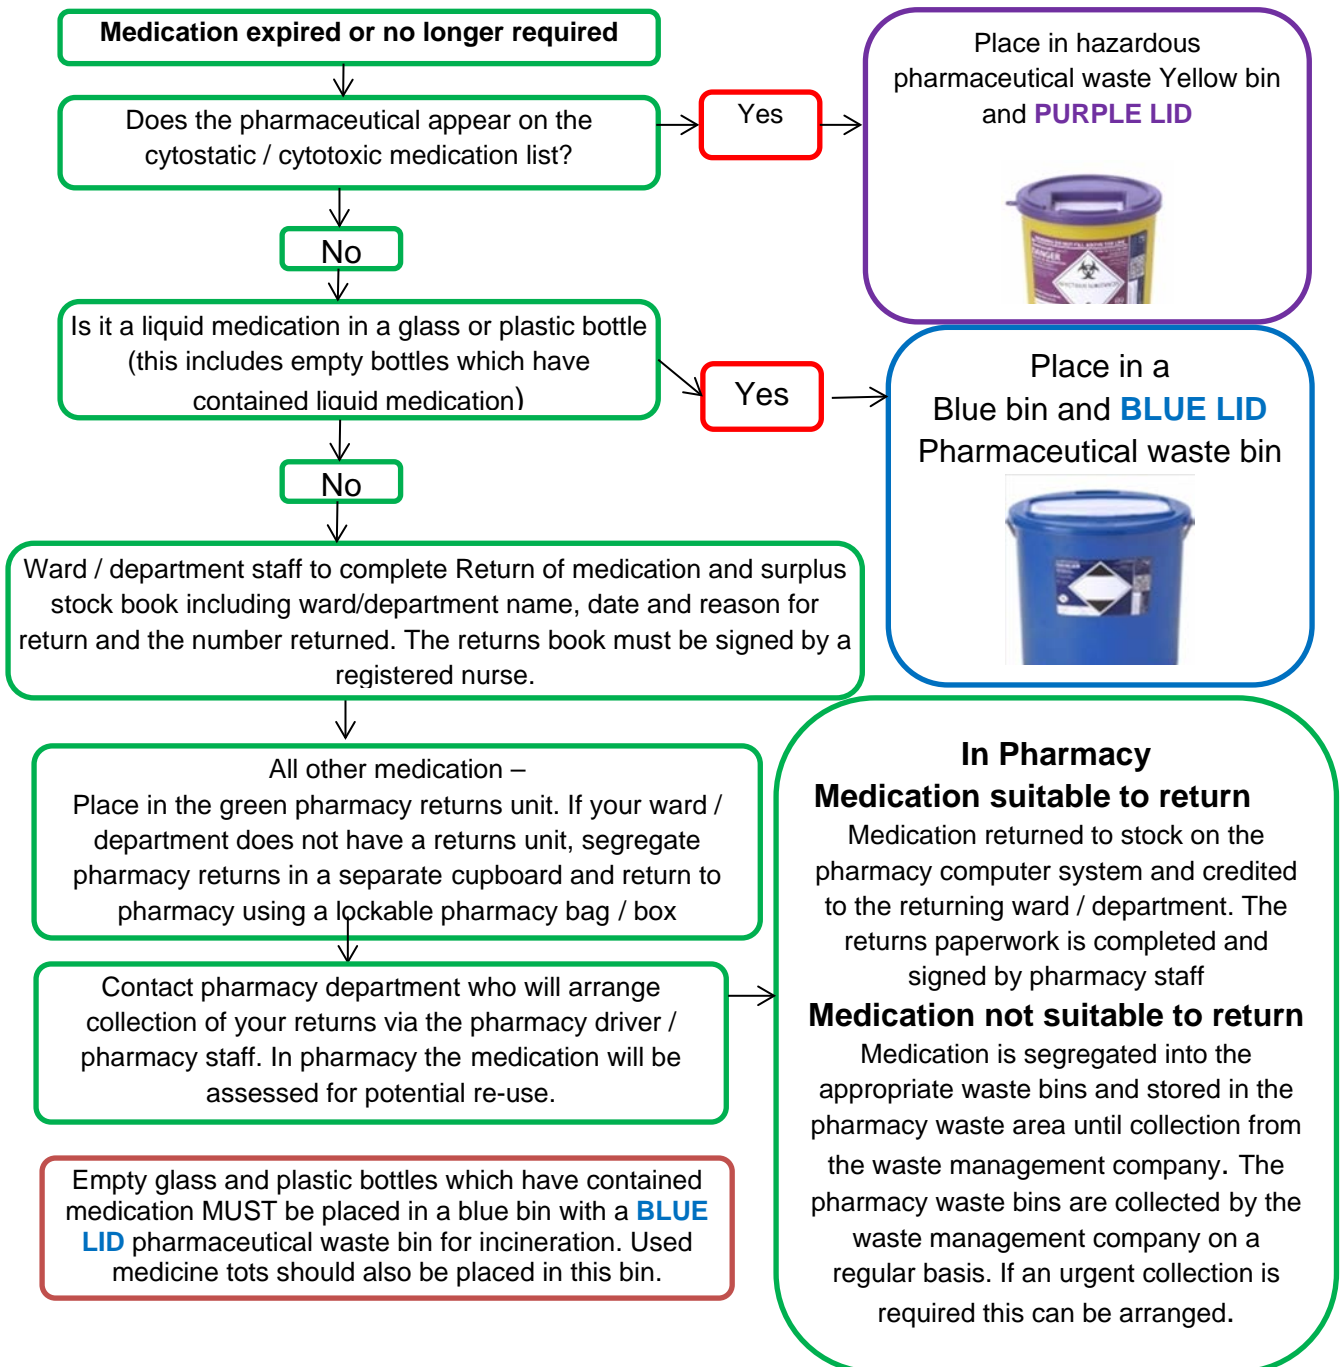 Medication expired or no longer required
Does the pharmaceutical appear on the
cytostatic / cytotoxic medication list?
Yes
Place in hazardous
pharmaceutical waste Yellow bin
and PURPLE LID
DANGER
No
Is it a liquid medication in a glass or plastic bottle
(this includes empty bottles which have
contained liquid medication)
Yes
Place in a
Blue bin and BLUE LID
Pharmaceutical waste bin
No
Ward / department staff to complete Return of medication and surplus
stock book including ward/department name, date and reason for
return and the number returned. The returns book must be signed by a
registered nurse.
All other medication –
Place in the green pharmacy returns unit. If your ward /
department does not have a returns unit, segregate
pharmacy returns in a separate cupboard and return to
pharmacy using a lockable pharmacy bag / box
Contact pharmacy department who will arrange
collection of your returns via the pharmacy driver /
pharmacy staff. In pharmacy the medication will be
assessed for potential re-use.
In Pharmacy
Medication suitable to return
Medication returned to stock on the
pharmacy computer system and credited
to the returning ward / department. The
returns paperwork is completed and
signed by pharmacy staff
Medication not suitable to return
Medication is segregated into the
appropriate waste bins and stored in the
pharmacy waste area until collection from
the waste management company. The
pharmacy waste bins are collected by the
waste management company on a
regular basis. If an urgent collection is
required this can be arranged.
Empty glass and plastic bottles which have contained
medication MUST be placed in a blue bin with a BLUE
LID pharmaceutical waste bin for incineration. Used
medicine tots should also be placed in this bin.